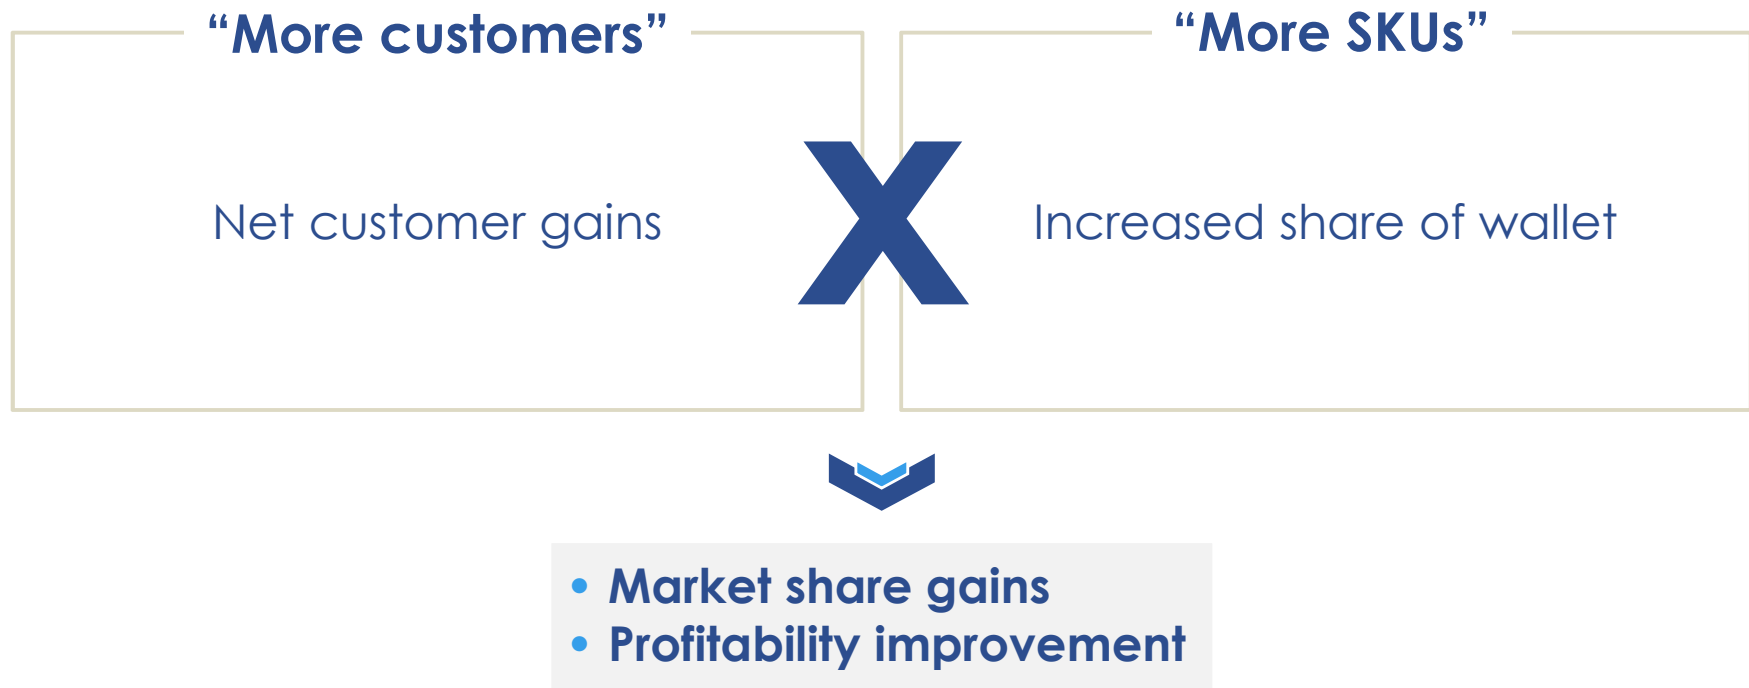 “More customers”
Net customer gains
X
“More SKUs”
Increased share of wallet
• Market share gains
• Profitability improvement